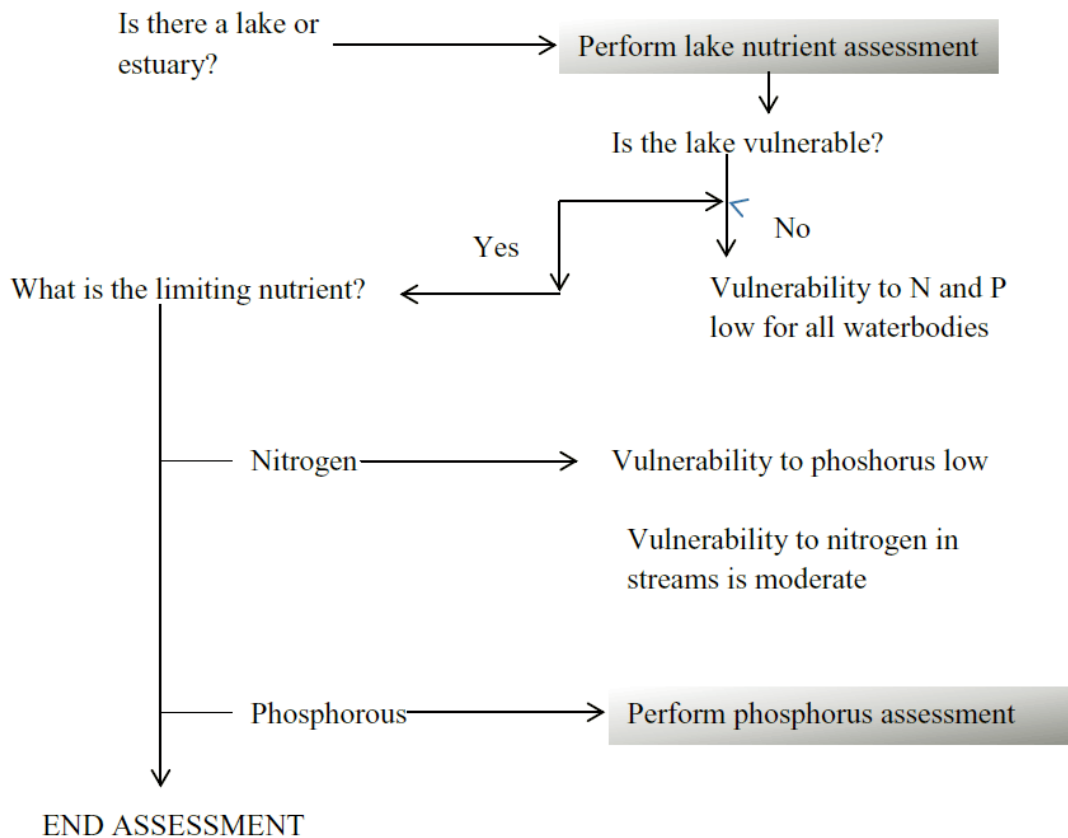 Is there a lake or
estuary?
Perform lake nutrient assessment
Is the lake vulnerable?
Yes
No
What is the limiting nutrient?
Vulnerability to N and P
low for all waterbodies
Nitrogen
Vulnerability to phoshorus low
Vulnerability to nitrogen in
streams is moderate
Phosphorous
Perform phosphorus assessment
END ASSESSMENT